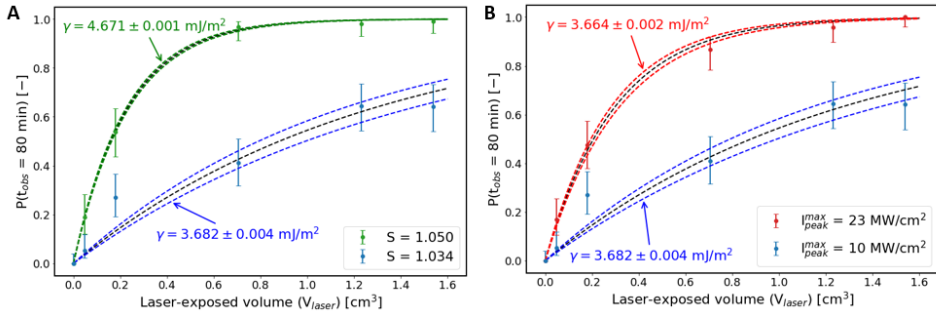 A
P(t_obs = 80 min) [−]
1.0
0.8
0.6
0.4
0.2
0.0
γ = 4.671 ± 0.001 mJ/m²
γ = 3.682 ± 0.004 mJ/m²
S = 1.050
S = 1.034
0.0 0.2 0.4 0.6 0.8 1.0 1.2 1.4 1.6
Laser-exposed volume (V_laser) [cm³]
B
P(t_obs = 80 min) [−]
1.0
0.8
0.6
0.4
0.2
0.0
γ = 3.664 ± 0.002 mJ/m²
γ = 3.682 ± 0.004 mJ/m²
I_peak^max = 23 MW/cm²
I_peak^max = 10 MW/cm²
0.0 0.2 0.4 0.6 0.8 1.0 1.2 1.4 1.6
Laser-exposed volume (V_laser) [cm³]